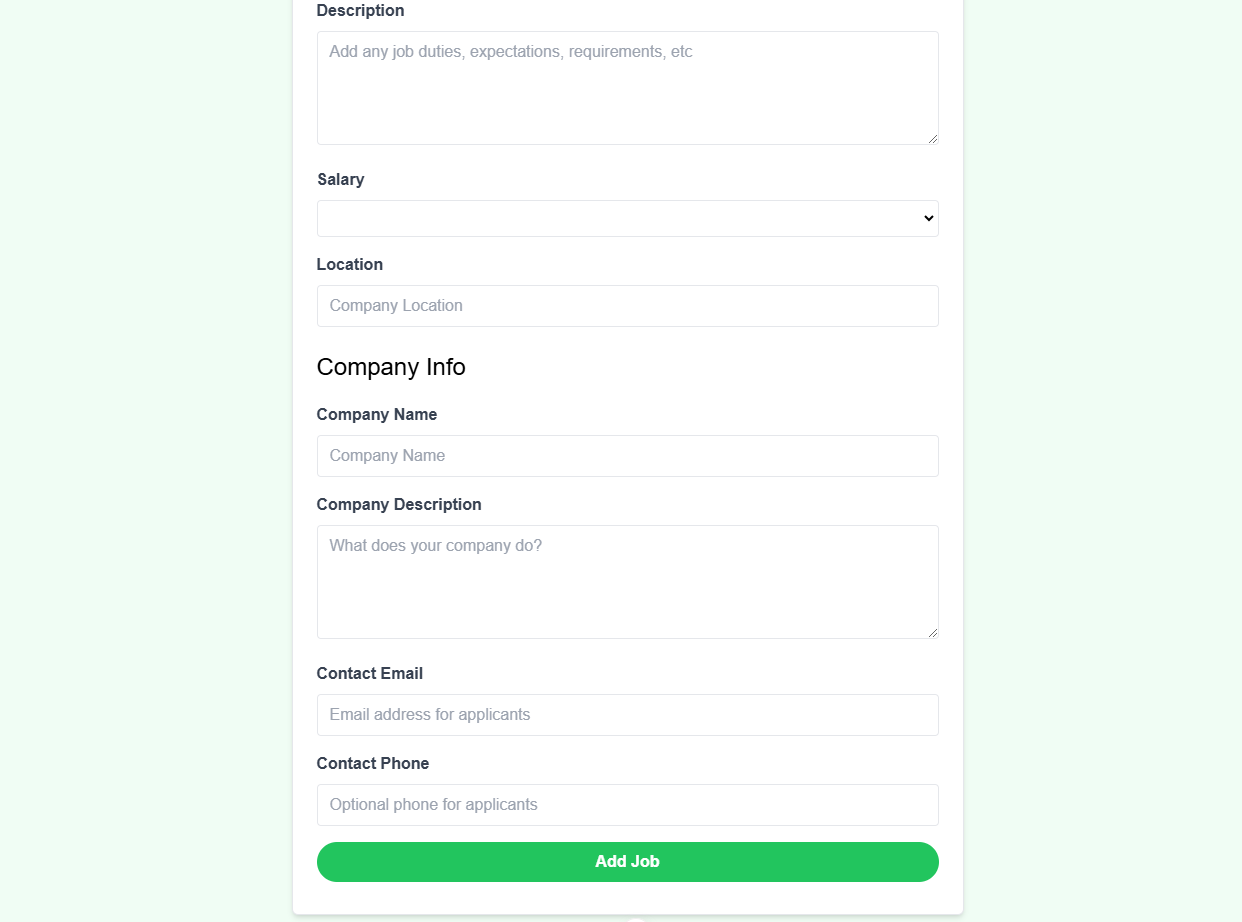 Description
Add any job duties, expectations, requirements, etc
Salary
Location
Company Location
Company Info
Company Name
Company Name
Company Description
What does your company do?
Contact Email
Email address for applicants
Contact Phone
Optional phone for applicants
Add Job